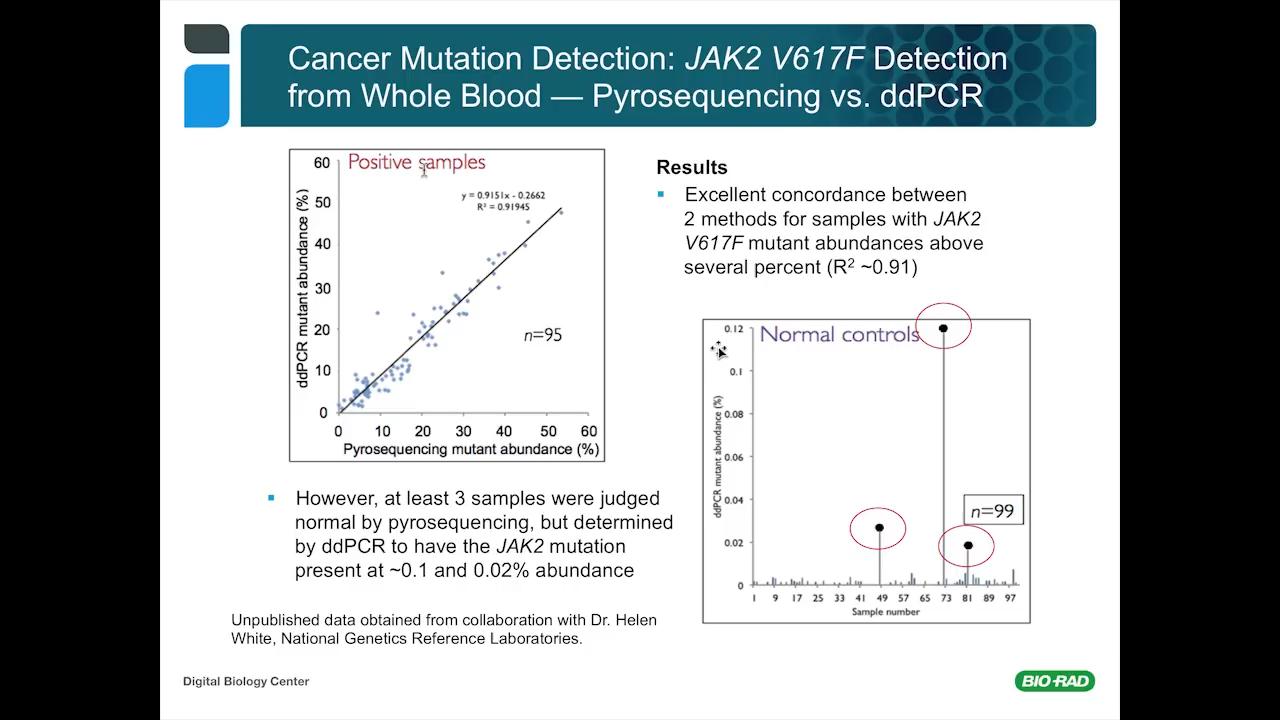 Cancer Mutation Detection: JAK2 V617F Detection
from Whole Blood — Pyrosequencing vs. ddPCR
Positive samples
y = 0.9151x - 0.2662
R² = 0.91945
n=95
60
50
40
30
20
10
0
ddPCR mutant abundance (%)
0 10 20 30 40 50 60
Pyrosequencing mutant abundance (%)
Results
Excellent concordance between
2 methods for samples with JAK2
V617F mutant abundances above
several percent (R² ~0.91)
Normal controls
n=99
0.12
0.1
0.08
0.06
0.04
0.02
0
ddPCR mutant abundance (%)
1 9 17 25 33 41 49 57 65 73 81 89 97
Sample number
However, at least 3 samples were judged
normal by pyrosequencing, but determined
by ddPCR to have the JAK2 mutation
present at ~0.1 and 0.02% abundance
Unpublished data obtained from collaboration with Dr. Helen
White, National Genetics Reference Laboratories.
Digital Biology Center
BIO-RAD